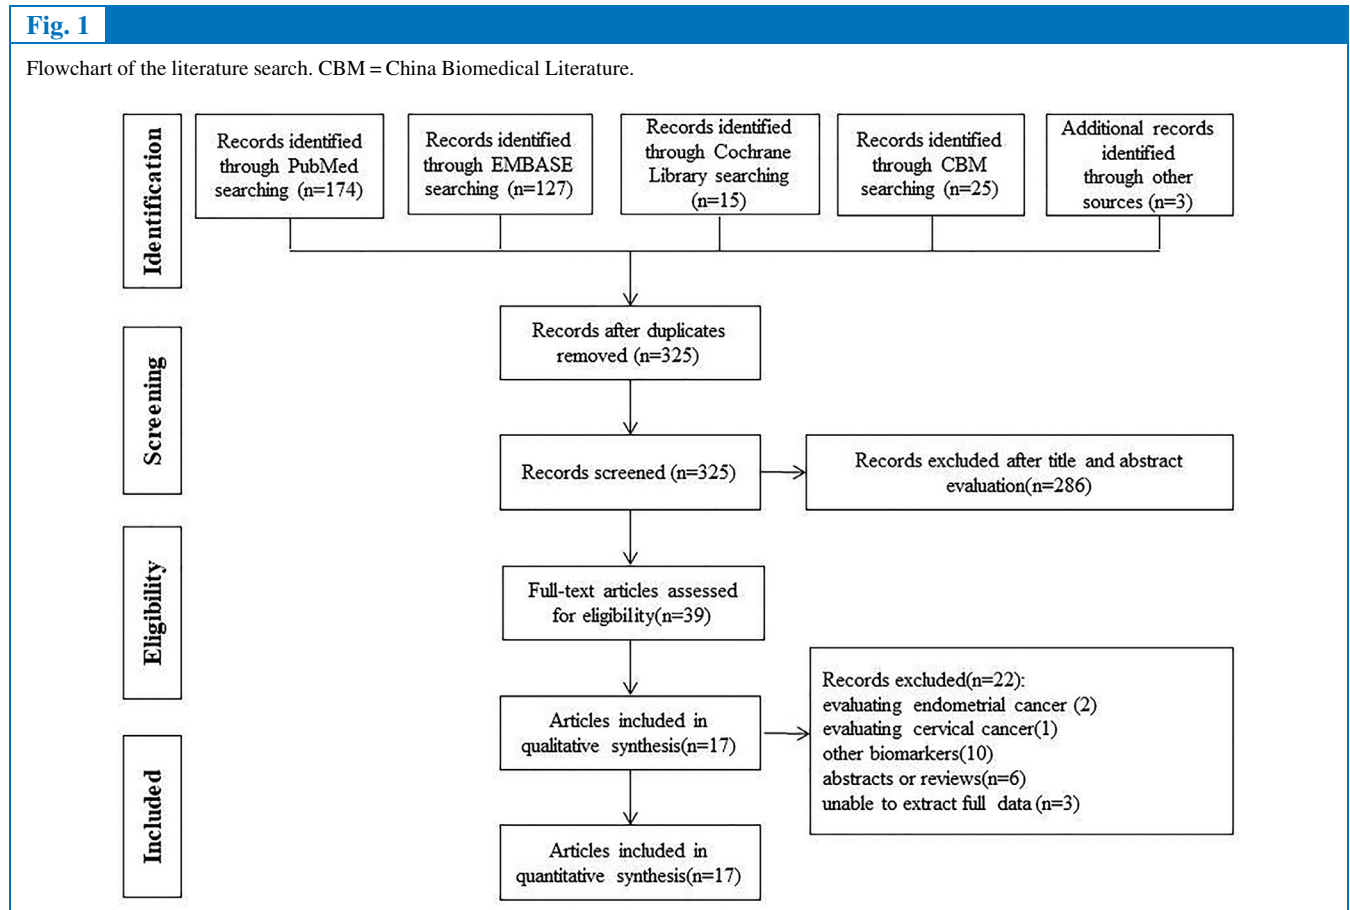 Fig. 1
Flowchart of the literature search. CBM = China Biomedical Literature.
Identification
Records identified
through PubMed
searching (n=174)
Records identified
through EMBASE
searching (n=127)
Records identified
through Cochrane
Library searching
(n=15)
Records identified
through CBM
searching (n=25)
Additional records
identified
through other
sources (n=3)
Screening
Records after duplicates
removed (n=325)
Records screened (n=325)
Records excluded after title and abstract
evaluation(n=286)
Eligibility
Full-text articles assessed
for eligibility(n=39)
Articles included in
qualitative synthesis(n=17)
Records excluded(n=22):
evaluating endometrial cancer (2)
evaluating cervical cancer(1)
other biomarkers(10)
abstracts or reviews(n=6)
unable to extract full data (n=3)
Included
Articles included in
quantitative synthesis(n=17)